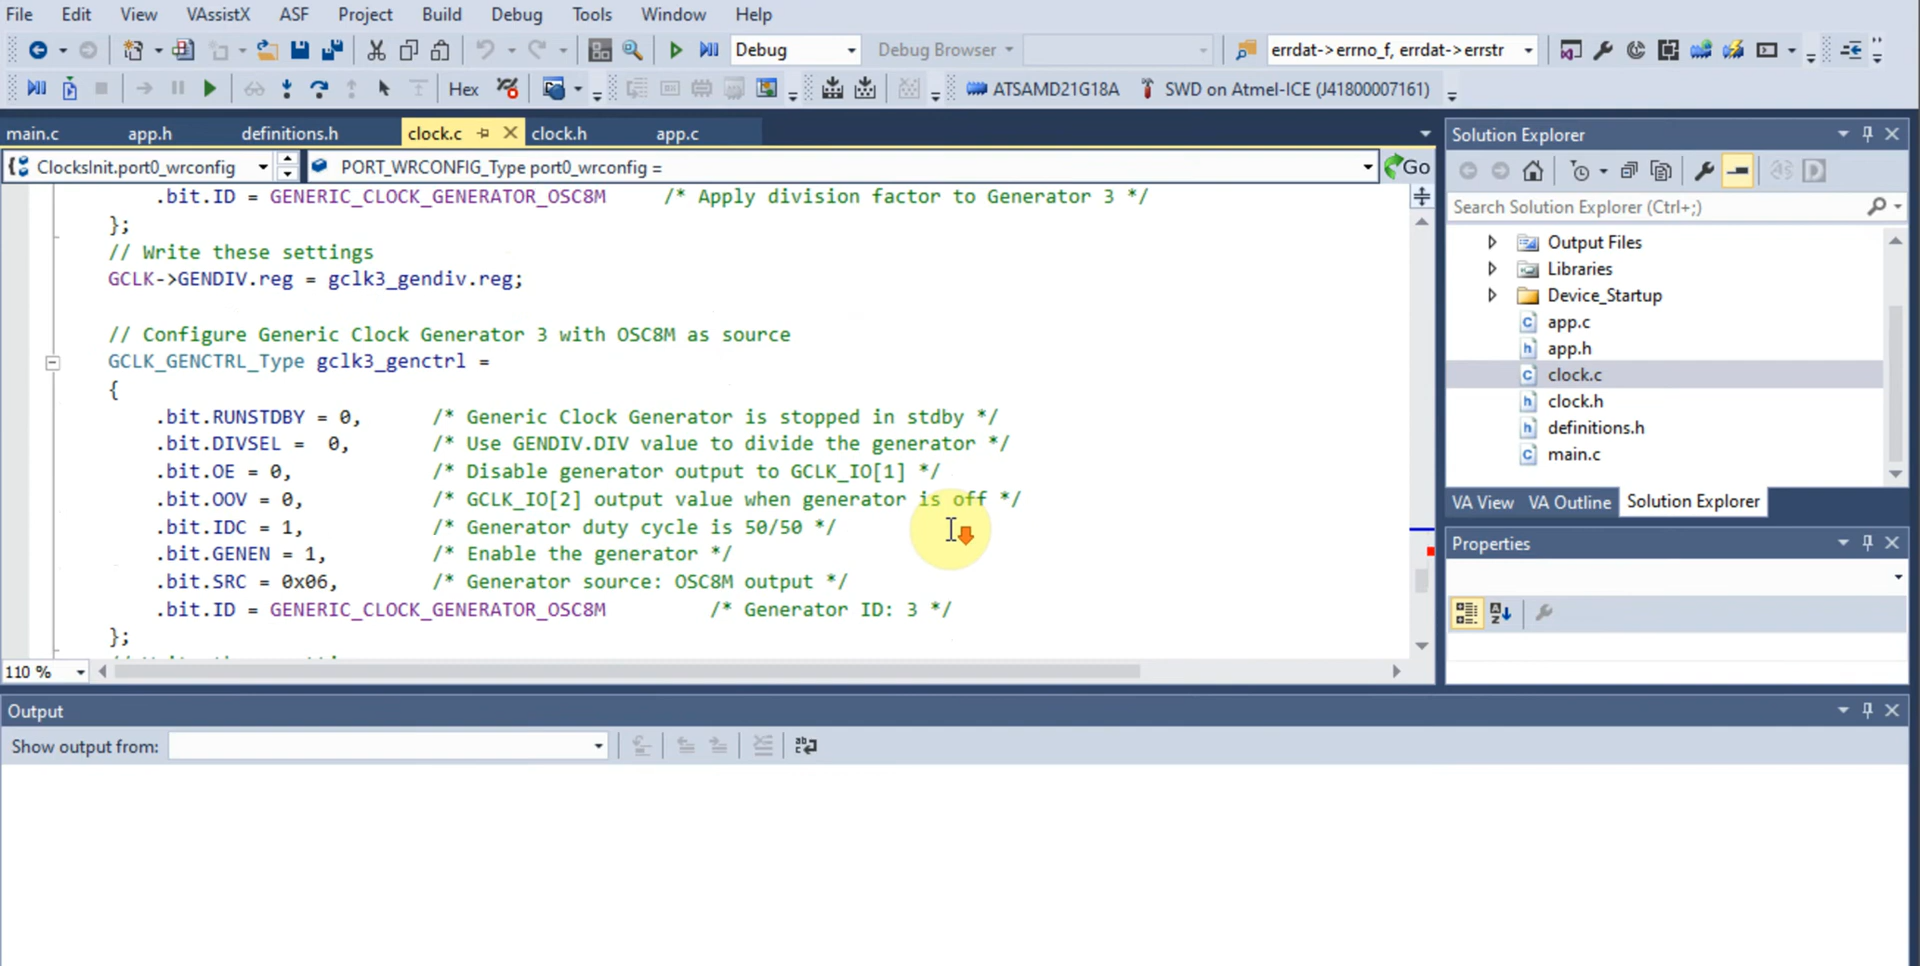 File Edit View VAssistX ASF Project Build Debug Tools Window Help
Debug Debug Browser errdat->errno_f, errdat->errstr
Hex ATSAMD21G18A SWD on Atmel-ICE (J41800007161)
main.c app.h definitions.h clock.c clock.h app.c
ClocksInit.port0_wrconfig PORT_WRCONFIG_Type port0_wrconfig = Go
.bit.ID = GENERIC_CLOCK_GENERATOR_OSC8M /* Apply division factor to Generator 3 */
};
// Write these settings
GCLK->GENDIV.reg = gclk3_gendiv.reg;
// Configure Generic Clock Generator 3 with OSC8M as source
GCLK_GENCTRL_Type gclk3_genctrl =
{
.bit.RUNSTDBY = 0, /* Generic Clock Generator is stopped in stdby */
.bit.DIVSEL = 0, /* Use GENDIV.DIV value to divide the generator */
.bit.OE = 0, /* Disable generator output to GCLK_IO[1] */
.bit.OOV = 0, /* GCLK_IO[2] output value when generator is off */
.bit.IDC = 1, /* Generator duty cycle is 50/50 */
.bit.GENEN = 1, /* Enable the generator */
.bit.SRC = 0x06, /* Generator source: OSC8M output */
.bit.ID = GENERIC_CLOCK_GENERATOR_OSC8M /* Generator ID: 3 */
};
110 %
Solution Explorer
Search Solution Explorer (Ctrl+;)
Output Files
Libraries
Device_Startup
app.c
app.h
clock.c
clock.h
definitions.h
main.c
VA View VA Outline Solution Explorer
Properties
Output
Show output from: